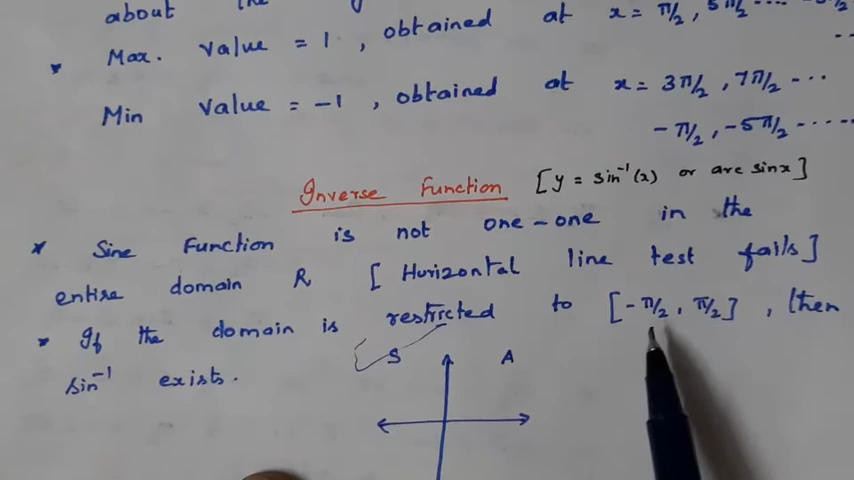 about the
* Max. value = 1, obtained at x = π/2, 5π/2 ....
Min value = -1, obtained at x = 3π/2, 7π/2 ...
-π/2, -5π/2 .....
Inverse Function [y = sin⁻¹(x) or arc sinx]
* Sine Function is not one-one in the
entire domain R [Horizontal line test fails]
* If the domain is restricted to [-π/2, π/2], then
sin⁻¹ exists.
S A